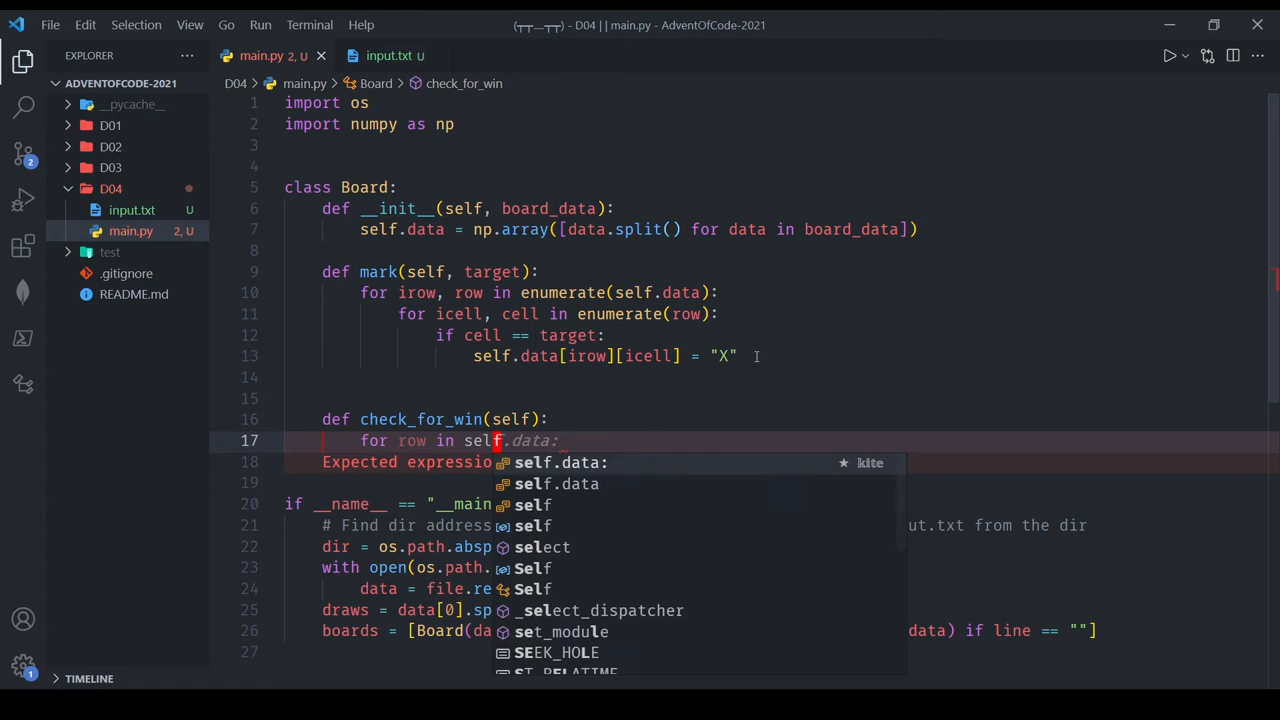 File Edit Selection View Go Run Terminal Help
(┬┬﹏┬┬) - D04 | | main.py - AdventOfCode-2021
EXPLORER
main.py 2, U
input.txt U
ADVENTOFCODE-2021
__pycache__
D01
D02
D03
D04
input.txt U
main.py 2, U
test
.gitignore
README.md
TIMELINE
2
1
D04 > main.py > Board > check_for_win
1 import os
2 import numpy as np
3
4
5 class Board:
6 def __init__(self, board_data):
7 self.data = np.array([data.split() for data in board_data])
8
9 def mark(self, target):
10 for irow, row in enumerate(self.data):
11 for icell, cell in enumerate(row):
12 if cell == target:
13 self.data[irow][icell] = "X"
14
15
16 def check_for_win(self):
17 for row in self.data:
18 Expected expressio
19
20 if __name__ == "__main
21 # Find dir address ut.txt from the dir
22 dir = os.path.absp
23 with open(os.path.
24 data = file.re
25 draws = data[0].sp
26 boards = [Board(da data) if line == ""]
27
self.data: ★ kite
self.data
self
self
select
Self
Self
_select_dispatcher
set_module
SEEK_HOLE
ST_RELATIME